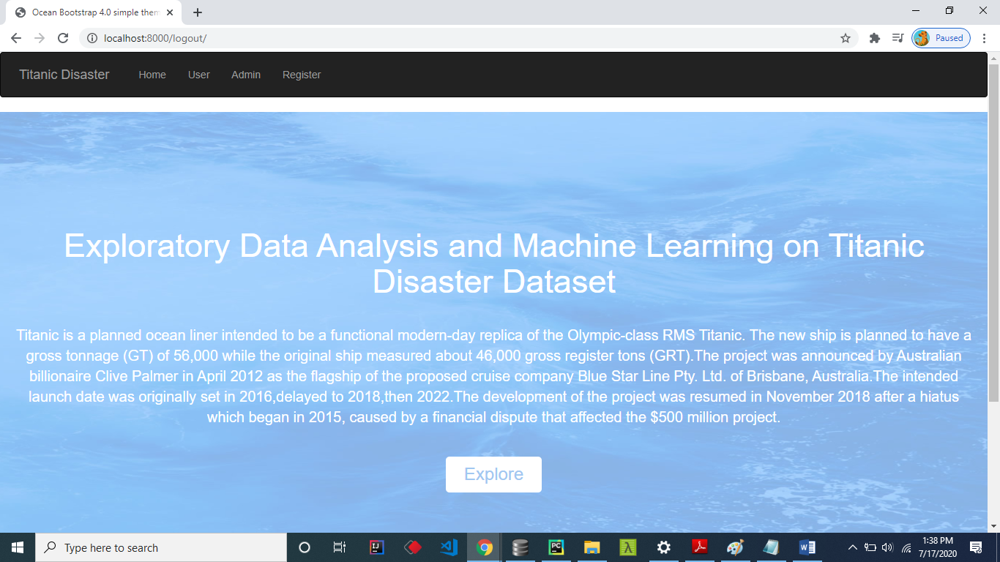 Ocean Bootstrap 4.0 simple them
localhost:8000/logout/
Paused
Titanic Disaster Home User Admin Register
Exploratory Data Analysis and Machine Learning on Titanic
Disaster Dataset
Titanic is a planned ocean liner intended to be a functional modern-day replica of the Olympic-class RMS Titanic. The new ship is planned to have a
gross tonnage (GT) of 56,000 while the original ship measured about 46,000 gross register tons (GRT).The project was announced by Australian
billionaire Clive Palmer in April 2012 as the flagship of the proposed cruise company Blue Star Line Pty. Ltd. of Brisbane, Australia.The intended
launch date was originally set in 2016,delayed to 2018,then 2022.The development of the project was resumed in November 2018 after a hiatus
which began in 2015, caused by a financial dispute that affected the $500 million project.
Explore
Type here to search
IJ
PC
λ
W
1:38 PM
7/17/2020